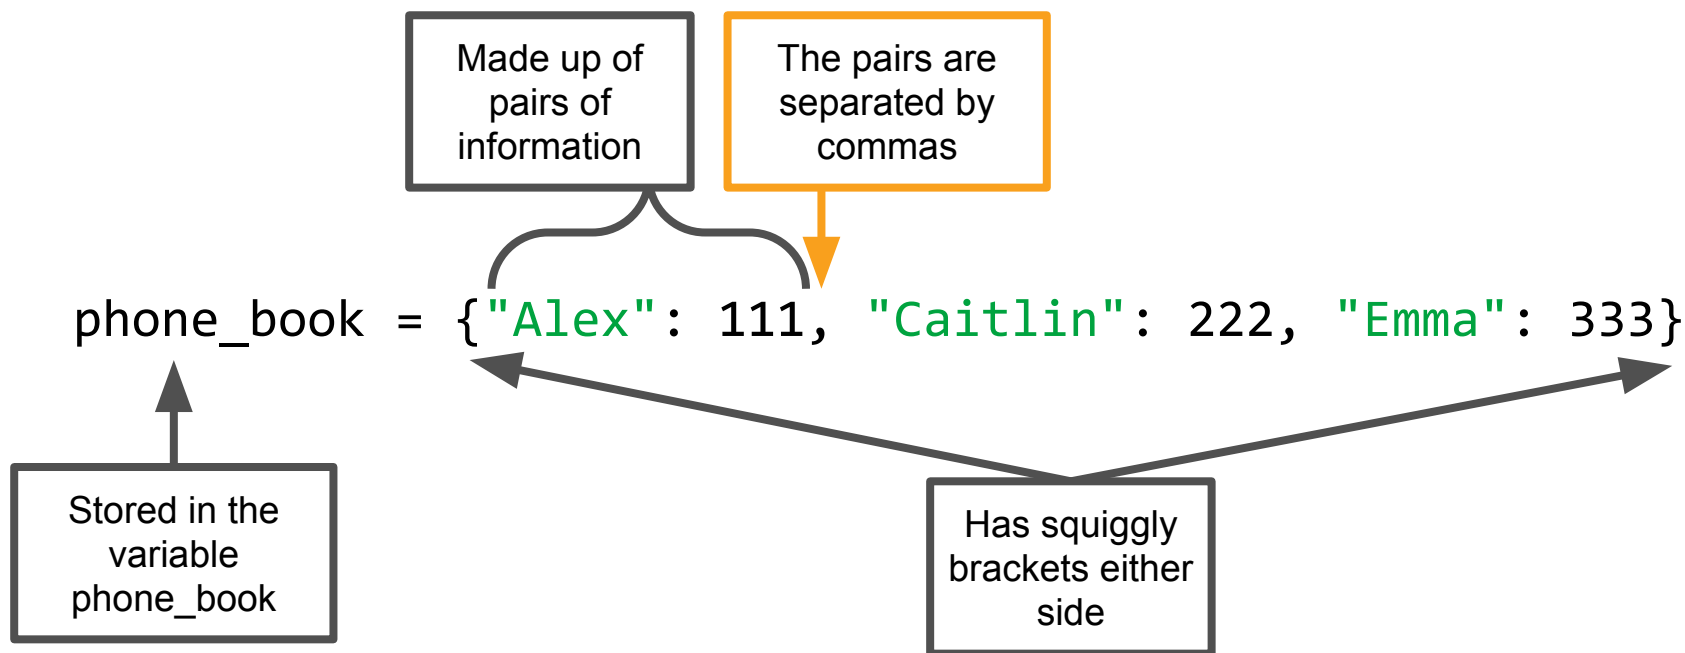 Made up of
pairs of
information
The pairs are
separated by
commas
phone_book = {"Alex": 111, "Caitlin": 222, "Emma": 333}
Stored in the
variable
phone_book
Has squiggly
brackets either
side